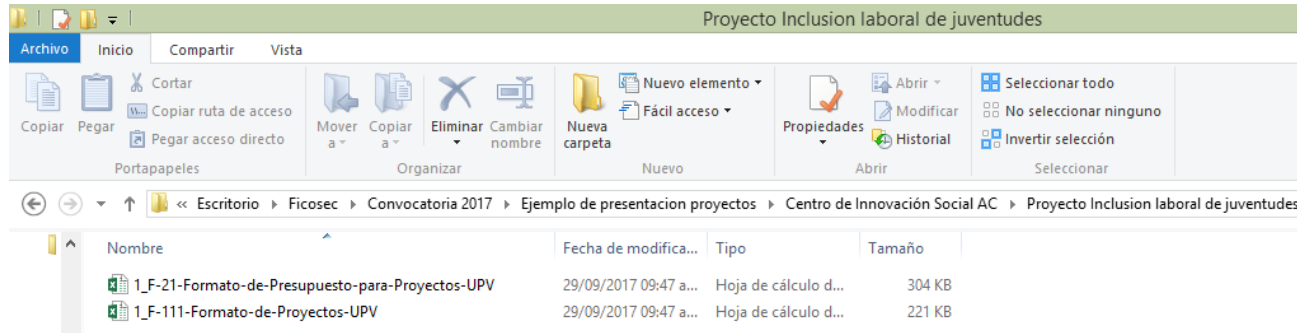 Proyecto Inclusion laboral de juventudes
Archivo Inicio Compartir Vista
Copiar
Pegar
Cortar
Copiar ruta de acceso
Pegar acceso directo
Portapapeles
Mover a
Copiar a
Eliminar
Cambiar nombre
Organizar
Nueva carpeta
Nuevo elemento
Fácil acceso
Nuevo
Propiedades
Abrir
Modificar
Historial
Abrir
Seleccionar todo
No seleccionar ninguno
Invertir selección
Seleccionar
« Escritorio Ficosec Convocatoria 2017 Ejemplo de presentacion proyectos Centro de Innovación Social AC Proyecto Inclusion laboral de juventudes
Nombre Fecha de modifica... Tipo Tamaño
1_F-21-Formato-de-Presupuesto-para-Proyectos-UPV 29/09/2017 09:47 a... Hoja de cálculo d... 304 KB
1_F-111-Formato-de-Proyectos-UPV 29/09/2017 09:47 a... Hoja de cálculo d... 221 KB